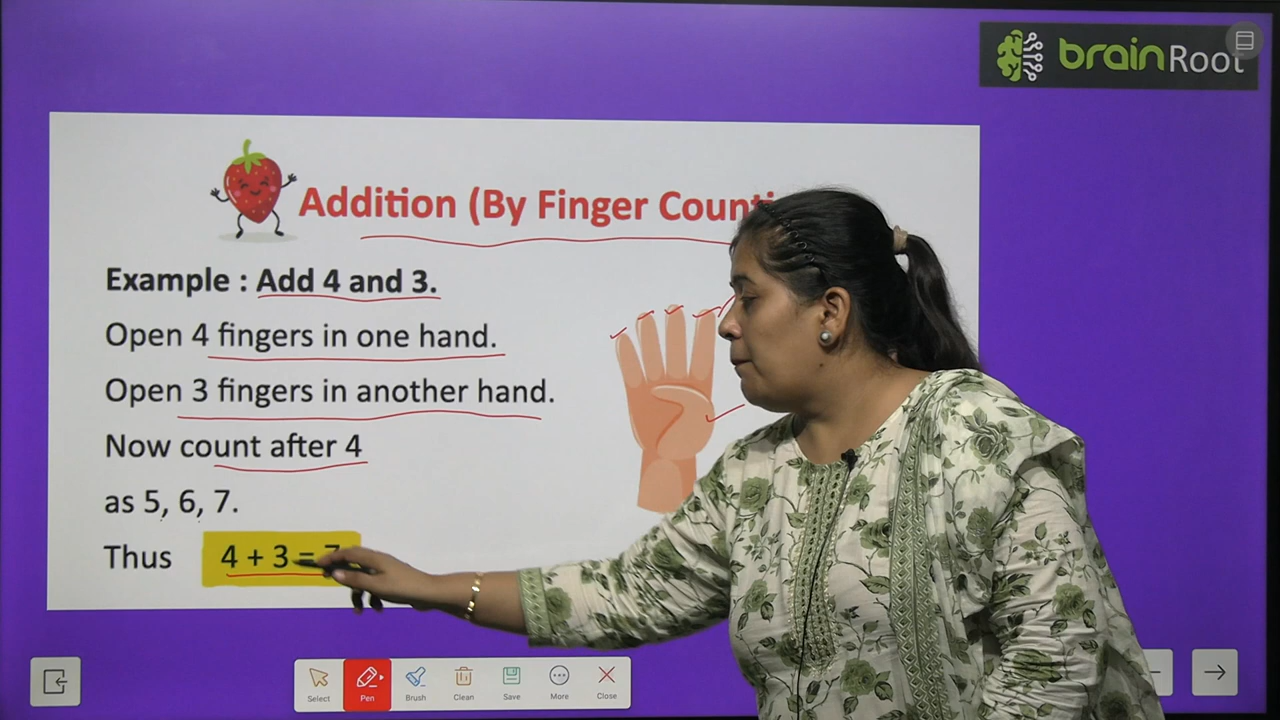 brainRoot
Addition (By Finger Counti
Example : Add 4 and 3.
Open 4 fingers in one hand.
Open 3 fingers in another hand.
Now count after 4
as 5, 6, 7.
Thus 4 + 3 = 7
Select Pen Brush Clean Save More Close